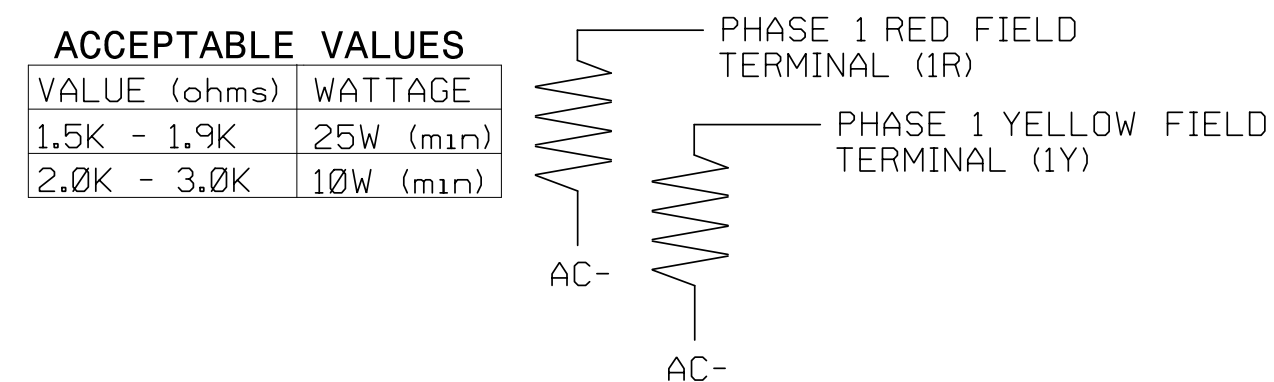 ACCEPTABLE VALUES
VALUE (ohms) WATTAGE
1.5K - 1.9K 25W (min)
2.0K - 3.0K 10W (min)
PHASE 1 RED FIELD
TERMINAL (1R)
AC-
PHASE 1 YELLOW FIELD
TERMINAL (1Y)
AC-